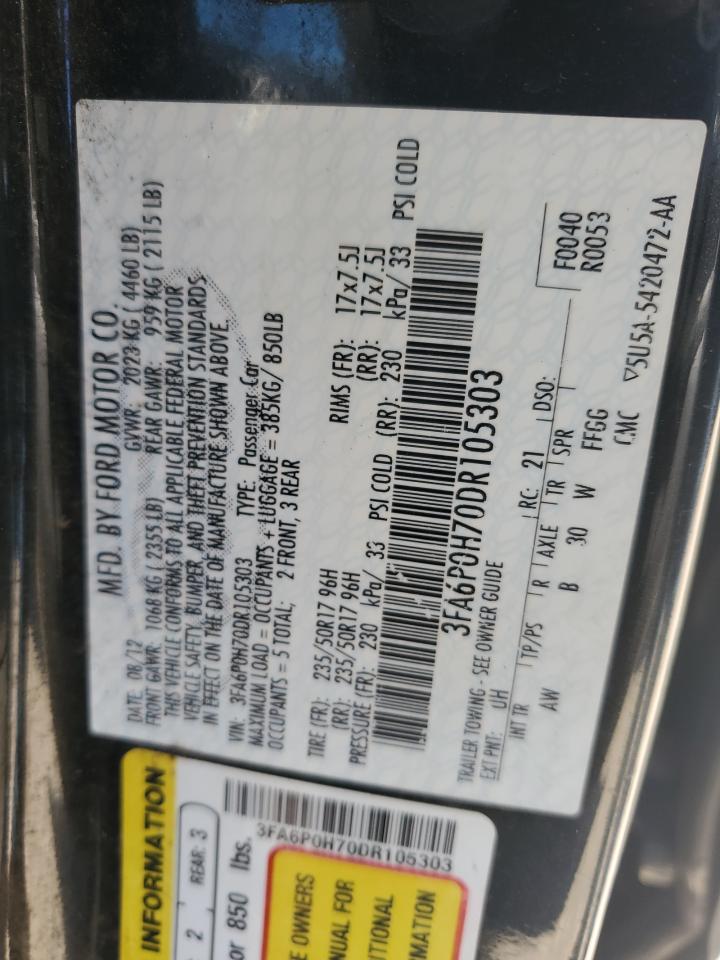 MFD. BY FORD MOTOR CO.
DATE: 08/12 GVWR: 2023 KG ( 4460 LB)
FRONT GAWR: 1068 KG ( 2355 LB) REAR GAWR: 959 KG ( 2115 LB)
THIS VEHICLE CONFORMS TO ALL APPLICABLE FEDERAL MOTOR
VEHICLE SAFETY, BUMPER, AND THEFT PREVENTION STANDARDS
IN EFFECT ON THE DATE OF MANUFACTURE SHOWN ABOVE.
VIN: 3FA6P0H70DR105303 TYPE: Passenger Car
MAXIMUM LOAD = OCCUPANTS + LUGGAGE = 385KG/ 850LB
OCCUPANTS = 5 TOTAL; 2 FRONT, 3 REAR
TIRE (FR): 235/50R17 96H RIMS (FR): 17x7.5J
(RR): 235/50R17 96H (RR): 17x7.5J
PRESSURE (FR): 230 kPa/ 33 PSI COLD (RR): 230 kPa/ 33 PSI COLD
3FA6P0H70DR105303
TRAILER TOWING - SEE OWNER GUIDE
EXT PNT: UH RC: 21 DSO: F0040
R0053
INT TR TP/PS R AXLE TR SPR
AW B 30 W FFGG
CMC ▽5U5A-5420472-AA
INFORMATION
2 REAR: 3
or 850 lbs.
3FA6P0H70DR105303
E OWNERS
NUAL FOR
ITIONAL
RMATION